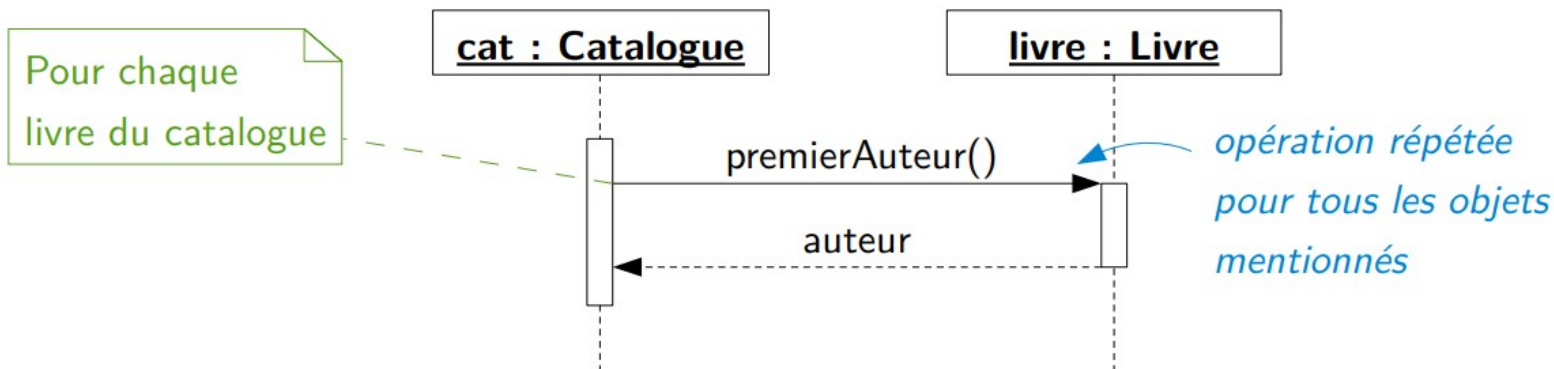 Pour chaque
livre du catalogue
cat : Catalogue
livre : Livre
premierAuteur()
auteur
opération répétée
pour tous les objets
mentionnés